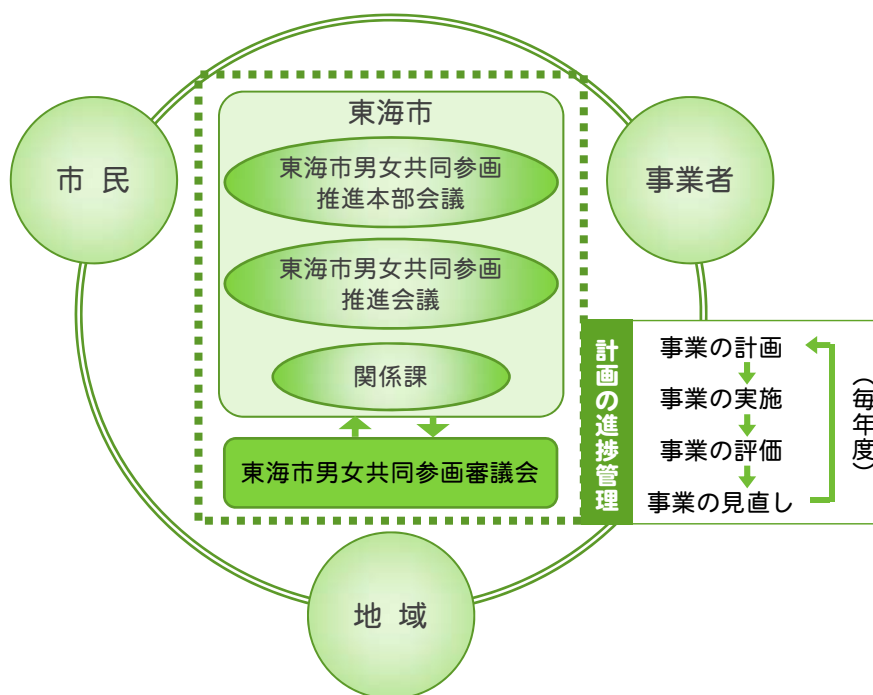 東海市
東海市男女共同参画
推進本部会議
市 民
事業者
東海市男女共同参画
推進会議
関係課
東海市男女共同参画審議会
計画の進捗管理
事業の計画
事業の実施
事業の評価
事業の見直し
（毎年度）
地 域